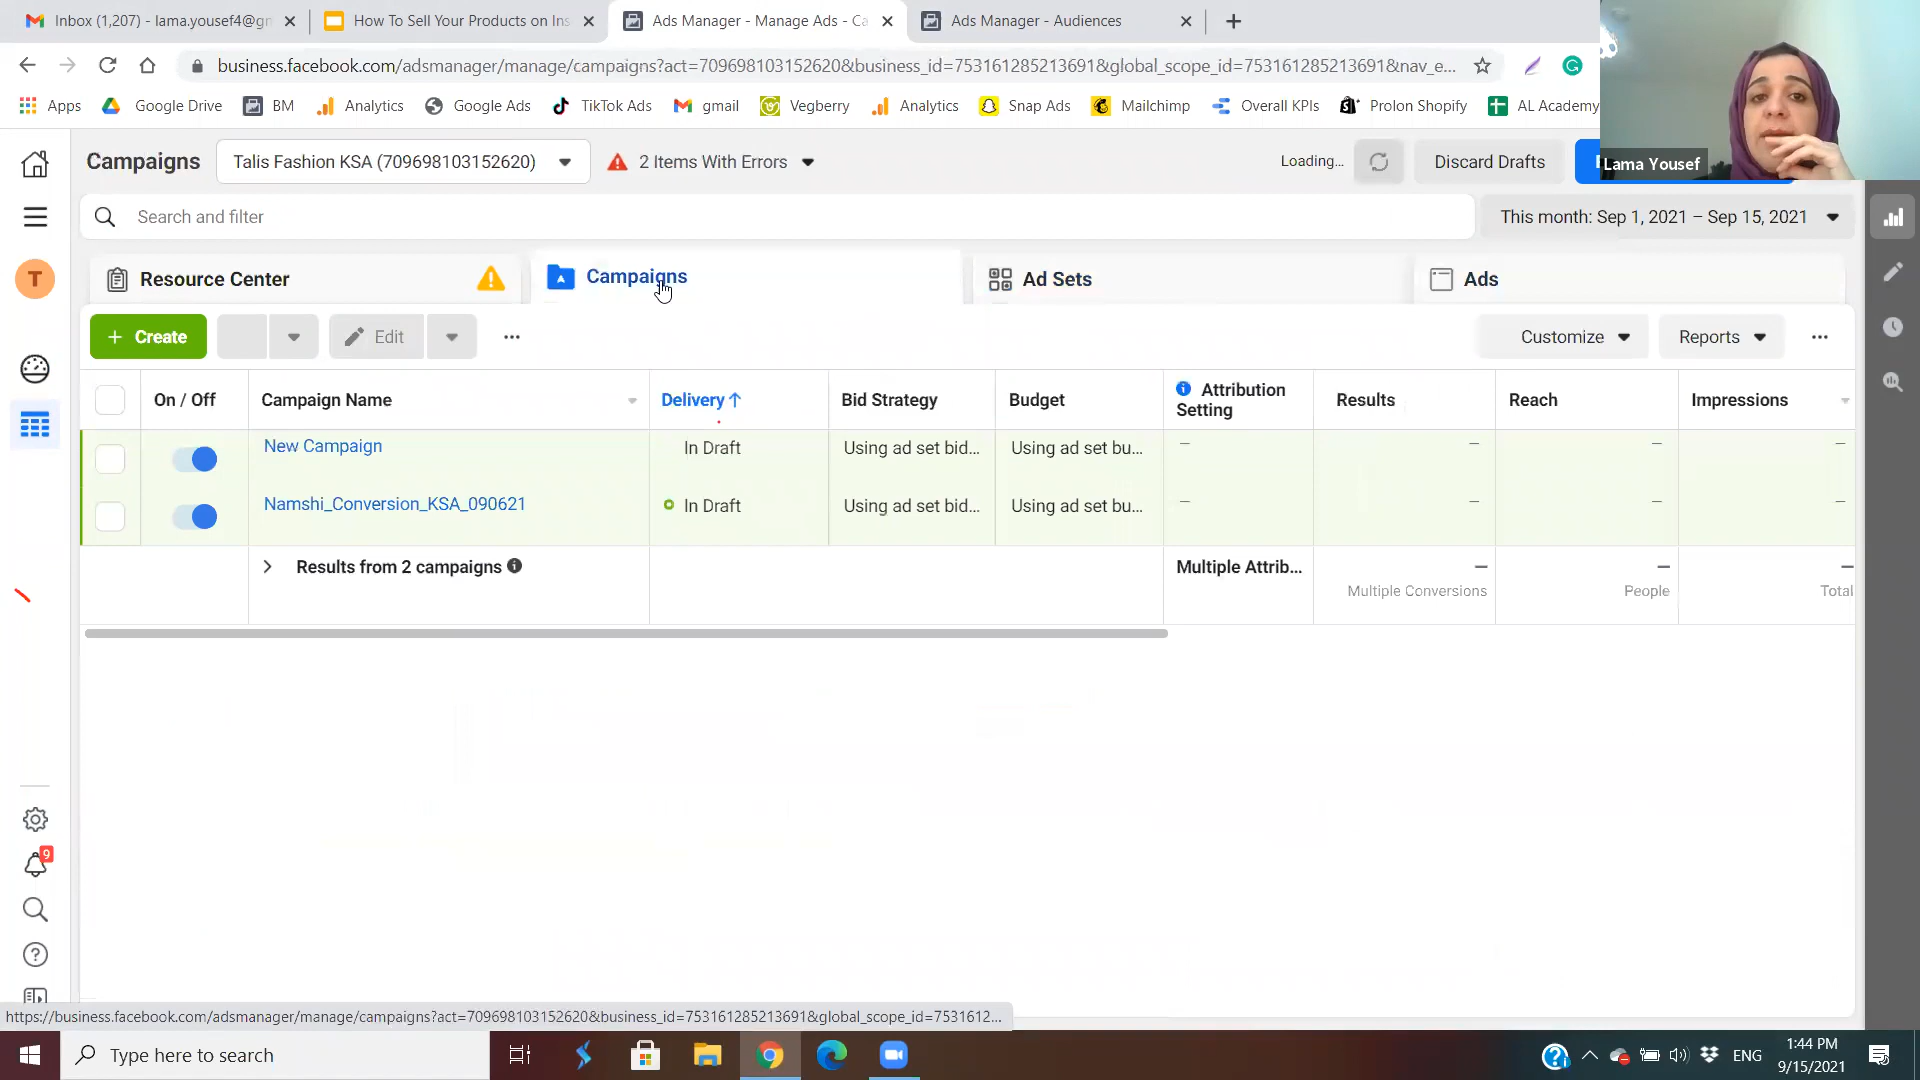 Inbox (1,207) - lama.yousef4@gm
How To Sell Your Products on Ins
Ads Manager - Manage Ads - Ca
Ads Manager - Audiences
business.facebook.com/adsmanager/manage/campaigns?act=709698103152620&business_id=753161285213691&global_scope_id=753161285213691&nav_e...
Apps
Google Drive
BM
Analytics
Google Ads
TikTok Ads
gmail
Vegberry
Analytics
Snap Ads
Mailchimp
Overall KPIs
Prolon Shopify
AL Academy
Lama Yousef
Campaigns
Talis Fashion KSA (709698103152620)
2 Items With Errors
Loading...
Discard Drafts
Search and filter
This month: Sep 1, 2021 – Sep 15, 2021
T
Resource Center
Campaigns
Ad Sets
Ads
+ Create
Edit
...
Customize
Reports
...
On / Off
Campaign Name
Delivery ↑
Bid Strategy
Budget
Attribution Setting
Results
Reach
Impressions
New Campaign
In Draft
Using ad set bid...
Using ad set bu...
—
—
—
—
Namshi_Conversion_KSA_090621
In Draft
Using ad set bid...
Using ad set bu...
—
—
—
—
Results from 2 campaigns
Multiple Attrib...
—
Multiple Conversions
—
People
—
Total
9
https://business.facebook.com/adsmanager/manage/campaigns?act=709698103152620&business_id=753161285213691&global_scope_id=7531612...
Type here to search
ENG
1:44 PM
9/15/2021